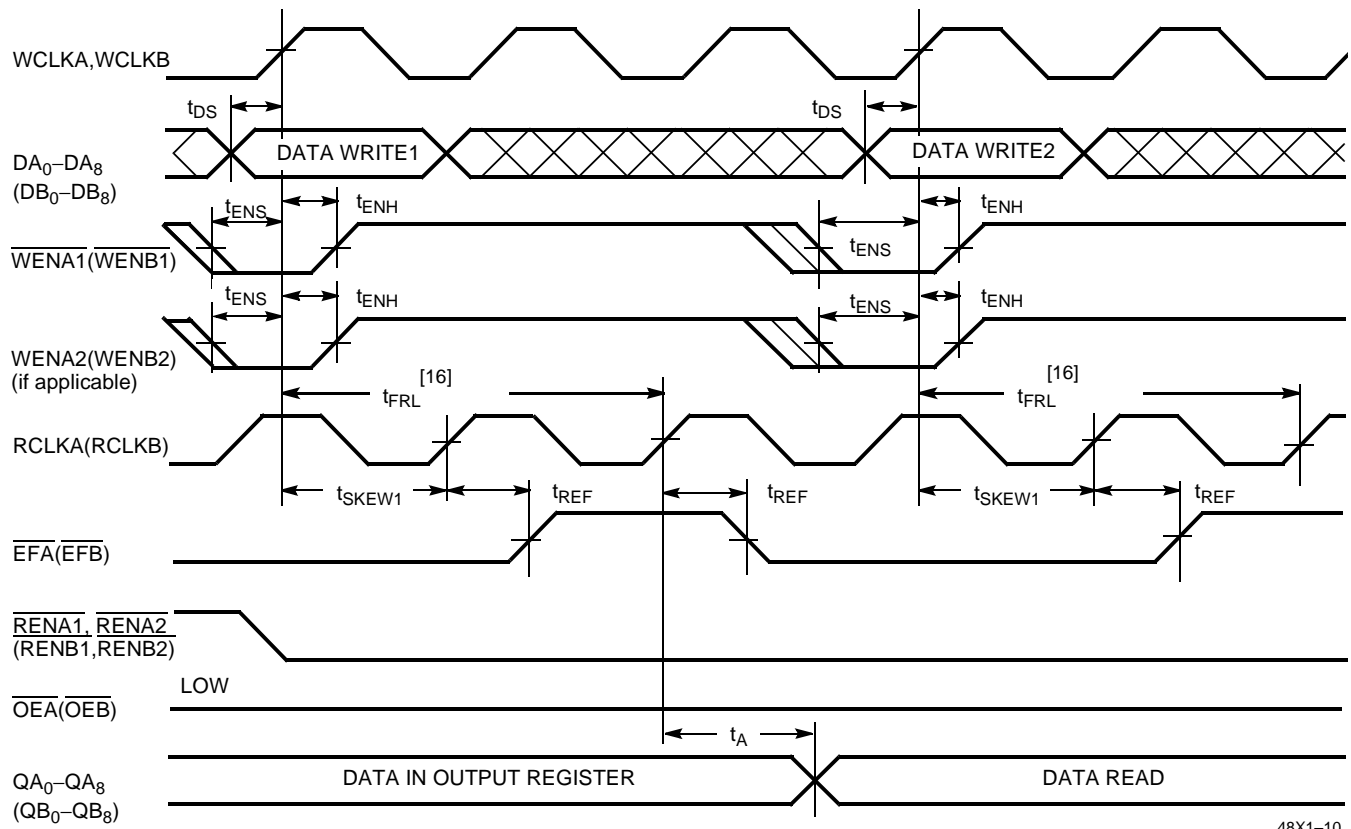 WCLKA,WCLKB
tDS
tDS
DA0–DA8
(DB0–DB8)
DATA WRITE1
DATA WRITE2
tENS
tENH
tENS
tENH
WENA1(WENB1)
tENS
tENH
tENS
tENH
WENA2(WENB2)
(if applicable)
[16]
tFRL
[16]
tFRL
RCLKA(RCLKB)
tSKEW1
tREF
tREF
tSKEW1
tREF
EFA(EFB)
RENA1, RENA2
(RENB1,RENB2)
LOW
OEA(OEB)
tA
QA0–QA8
(QB0–QB8)
DATA IN OUTPUT REGISTER
DATA READ
48X1–10